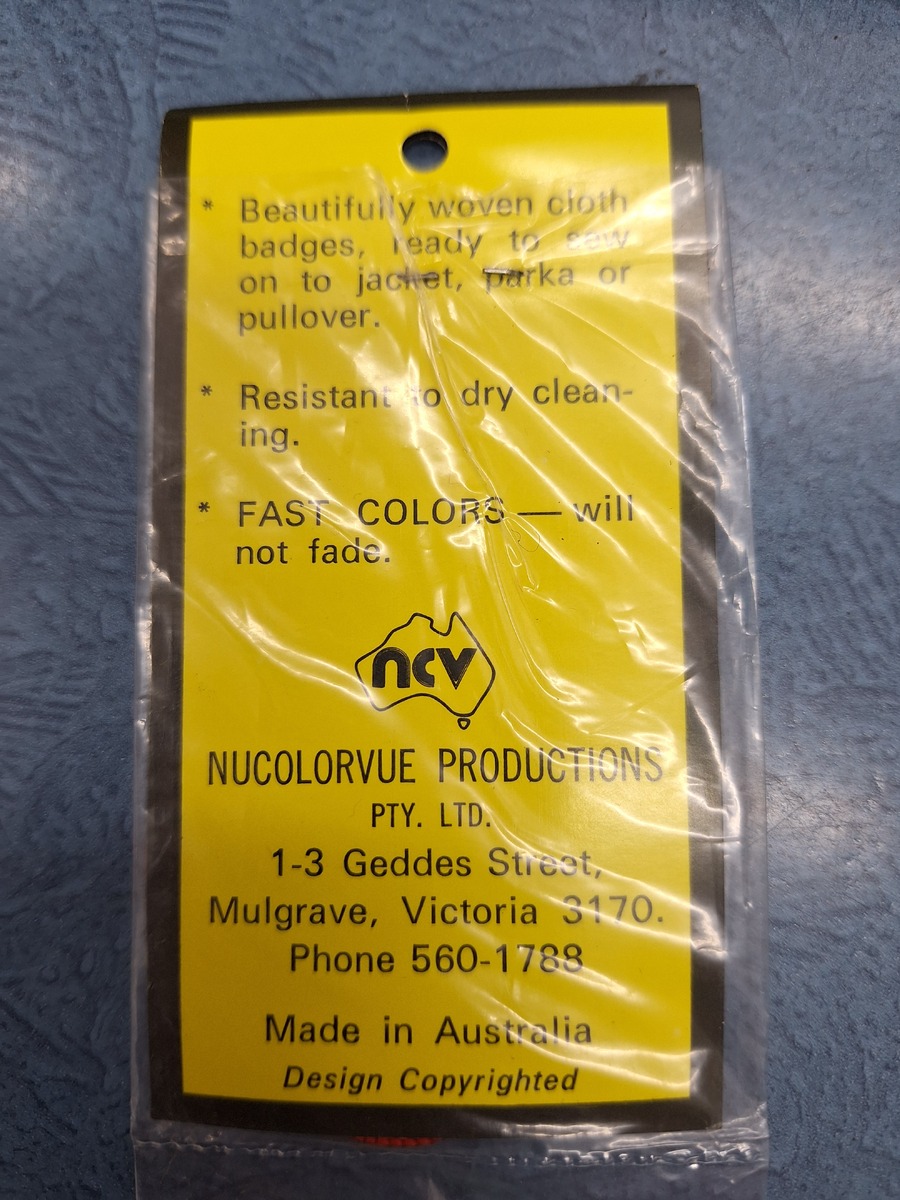 * Beautifully woven cloth
badges, ready to sew
on to jacket, parka or
pullover.
* Resistant to dry clean-
ing.
* FAST COLORS — will
not fade.
ncv
NUCOLORVUE PRODUCTIONS
PTY. LTD.
1-3 Geddes Street,
Mulgrave, Victoria 3170.
Phone 560-1788
Made in Australia
Design Copyrighted